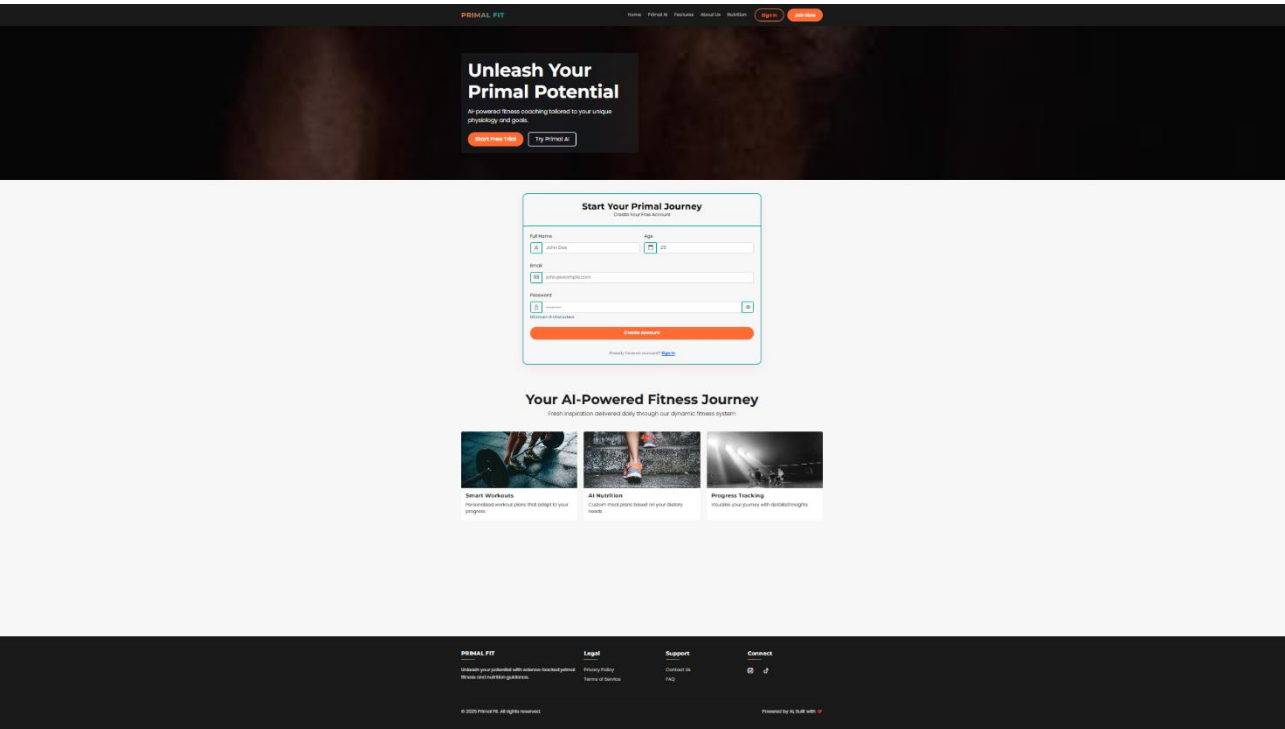 PRIMAL FIT
Home Primal AI Features About Us Nutrition Sign In Join Now
Unleash Your
Primal Potential
AI-powered fitness coaching tailored to your unique
physiology and goals.
Start Free Trial Try Primal AI
Start Your Primal Journey
Create Your Free Account
Full Name Age
John Doe 25
Email
Password
Minimum 8 characters
Create Account
Already have an account? Sign In
Your AI-Powered Fitness Journey
Fresh inspiration delivered daily through our dynamic fitness system
Smart Workouts AI Nutrition Progress Tracking
Personalized workout plans that adapt to your Custom meal plans based on your dietary Visualize your journey with detailed insights
progress needs
PRIMAL FIT Legal Support Connect
Unleash your potential with science-backed primal Privacy Policy Contact Us
fitness and nutrition guidance. Terms of Service FAQ
© 2025 Primal Fit. All rights reserved. Powered by AI, Built with